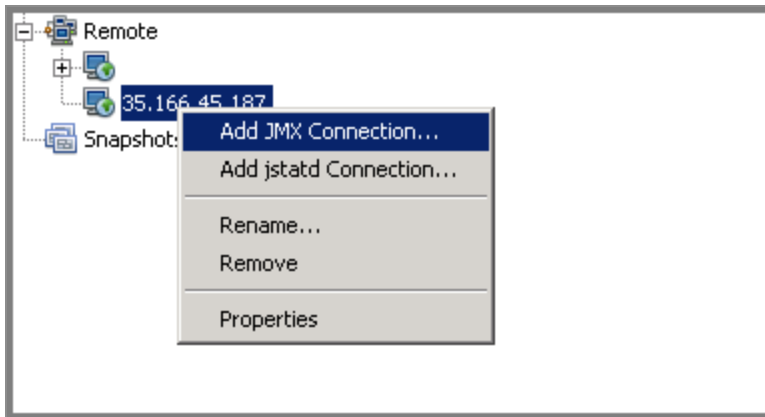 Remote
35.166.45.187
Snapshots
Add JMX Connection...
Add jstatd Connection...
Rename...
Remove
Properties